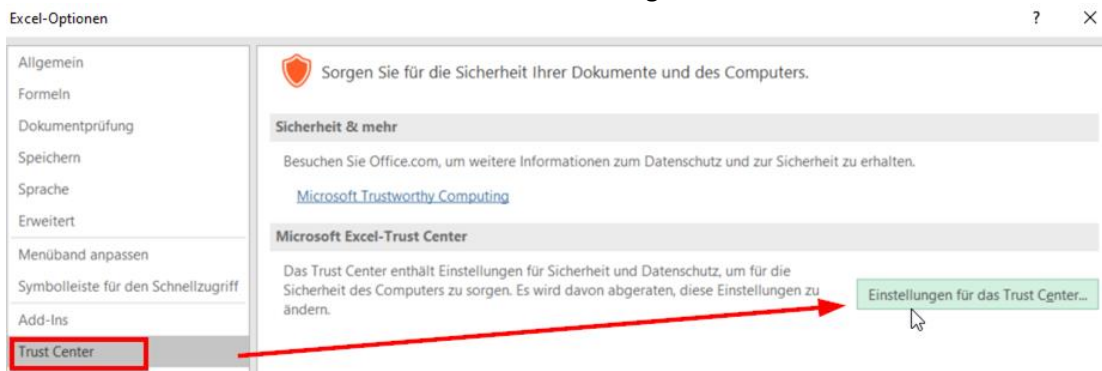 Excel-Optionen
? ×
Allgemein
Formeln
Dokumentprüfung
Speichern
Sprache
Erweitert
Menüband anpassen
Symbolleiste für den Schnellzugriff
Add-Ins
Trust Center
Sorgen Sie für die Sicherheit Ihrer Dokumente und des Computers.
Sicherheit & mehr
Besuchen Sie Office.com, um weitere Informationen zum Datenschutz und zur Sicherheit zu erhalten.
Microsoft Trustworthy Computing
Microsoft Excel-Trust Center
Das Trust Center enthält Einstellungen für Sicherheit und Datenschutz, um für die
Sicherheit des Computers zu sorgen. Es wird davon abgeraten, diese Einstellungen zu
ändern.
Einstellungen für das Trust Center...